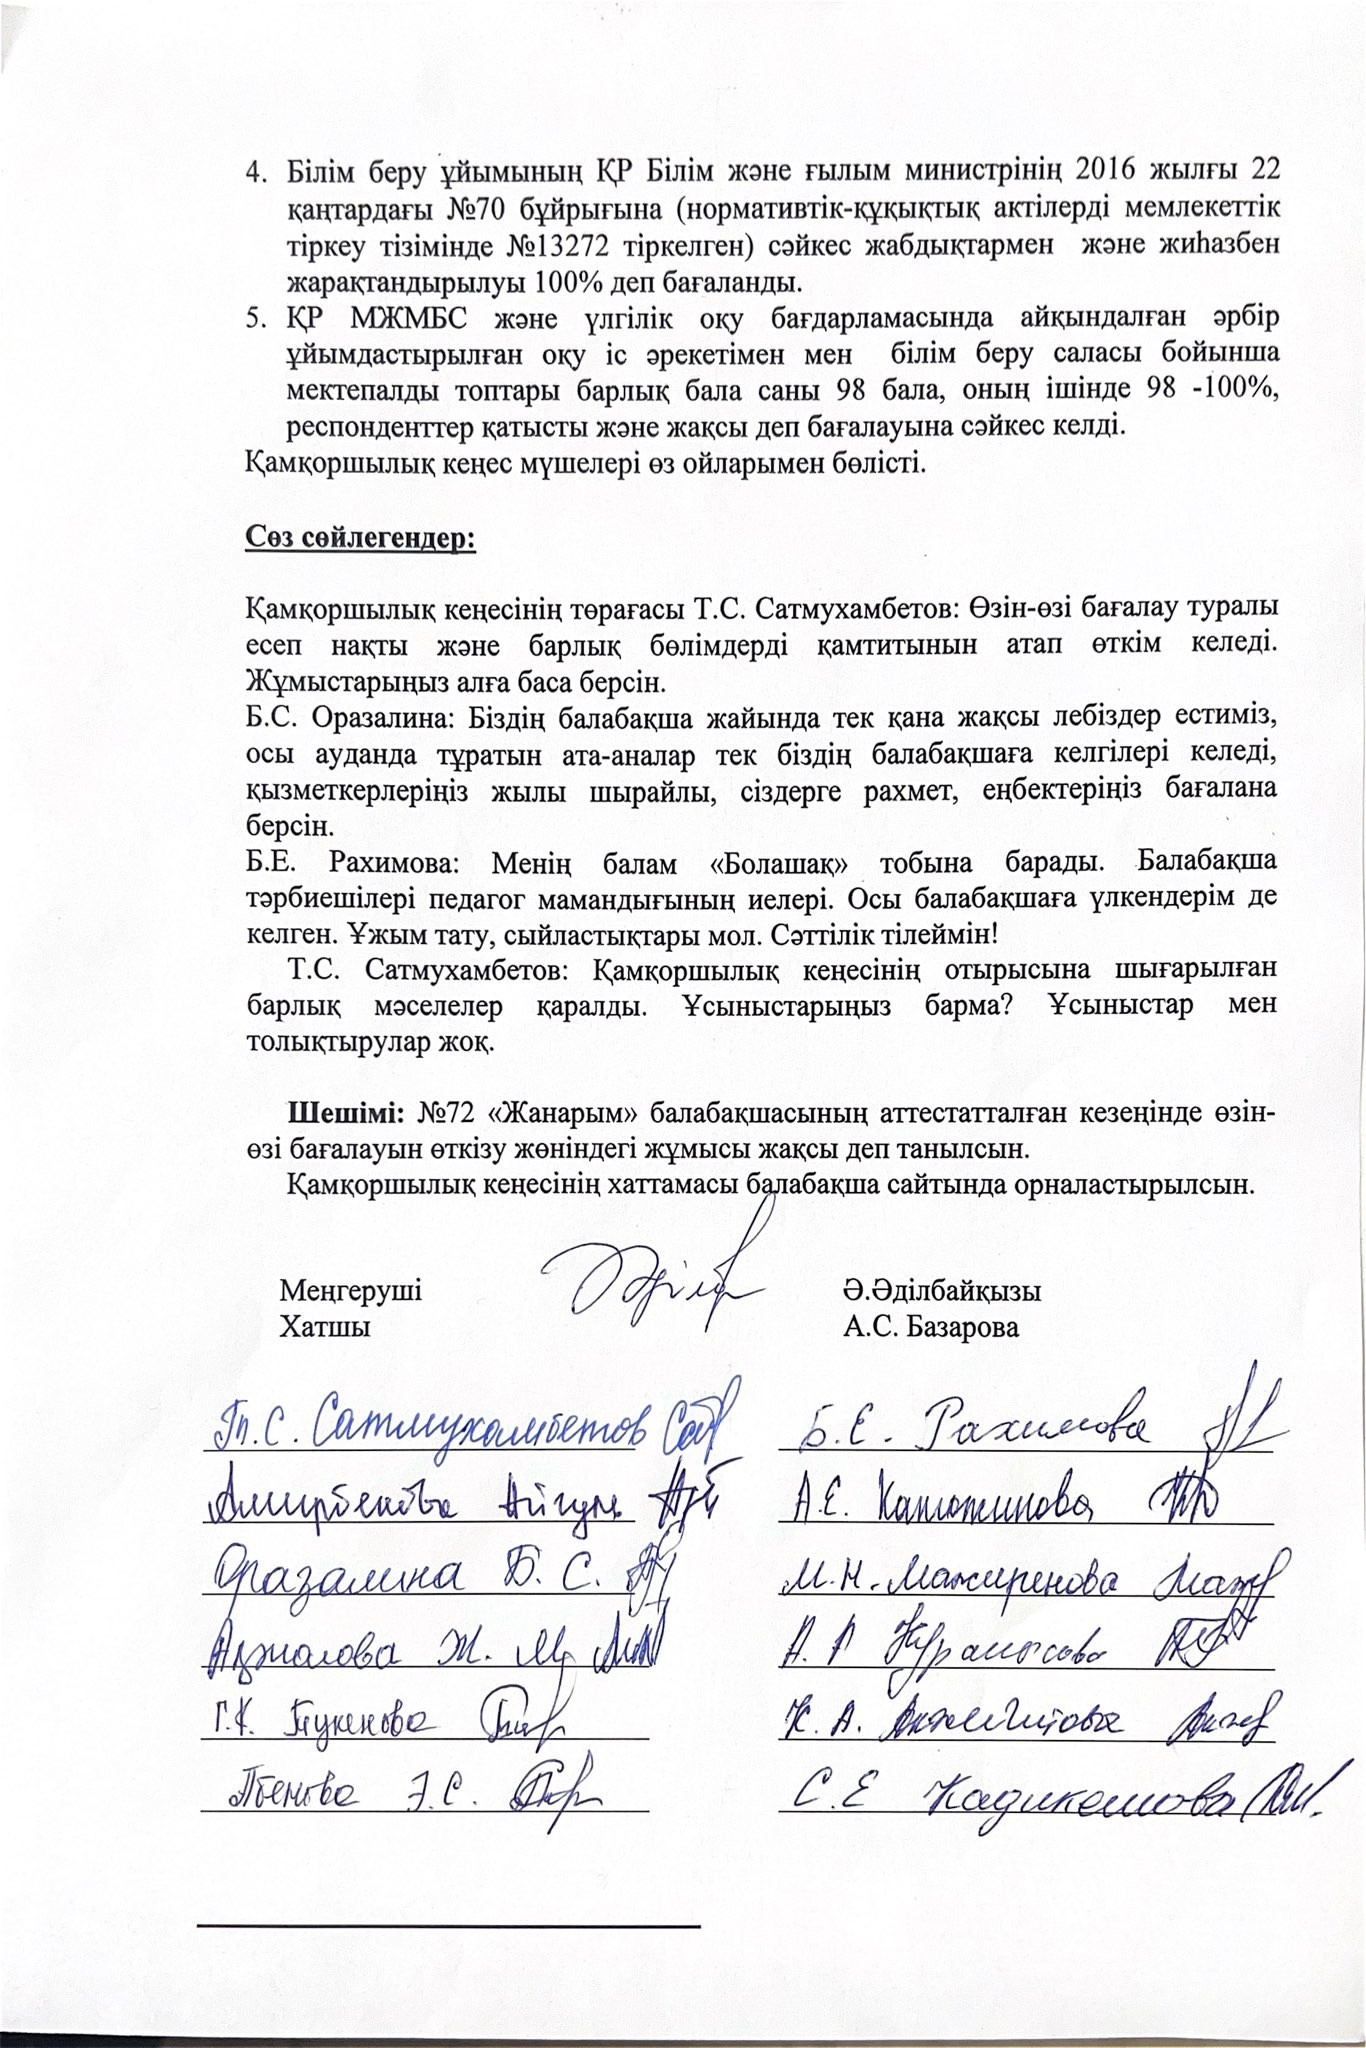 4. Білім беру ұйымының ҚР Білім және ғылым министрінің 2016 жылғы 22
қаңтардағы №70 бұйрығына (нормативтік-құқықтық актілерді мемлекеттік
тіркеу тізімінде №13272 тіркелген) сәйкес жабдықтармен және жиһазбен
жарақтандырылуы 100% деп бағаланды.
5. ҚР МЖМБС және үлгілік оқу бағдарламасында айқындалған әрбір
ұйымдастырылған оқу іс әрекетімен мен білім беру саласы бойынша
мектепалды топтары барлық бала саны 98 бала, оның ішінде 98 -100%,
респонденттер қатысты және жақсы деп бағалауына сәйкес келді.
Қамқоршылық кеңес мүшелері өз ойларымен бөлісті.
Сөз сөйлегендер:
Қамқоршылық кеңесінің төрағасы Т.С. Сатмухамбетов: Өзін-өзі бағалау туралы
есеп нақты және барлық бөлімдерді қамтитынын атап өткім келеді.
Жұмыстарыңыз алға баса берсін.
Б.С. Оразалина: Біздің балабақша жайында тек қана жақсы лебіздер естиміз,
осы ауданда тұратын ата-аналар тек біздің балабақшаға келгілері келеді,
қызметкерлеріңіз жылы шырайлы, сіздерге рахмет, еңбектеріңіз бағалана
берсін.
Б.Е. Рахимова: Менің балам «Болашақ» тобына барады. Балабақша
тәрбиешілері педагог мамандығының иелері. Осы балабақшаға үлкендерім де
келген. Ұжым тату, сыйластықтары мол. Сәттілік тілеймін!
Т.С. Сатмухамбетов: Қамқоршылық кеңесінің отырысына шығарылған
барлық мәселелер қаралды. Ұсыныстарыңыз барма? Ұсыныстар мен
толықтырулар жоқ.
Шешімі: №72 «Жанарым» балабақшасының аттестатталған кезеңінде өзін-
өзі бағалауын өткізу жөніндегі жұмысы жақсы деп танылсын.
Қамқоршылық кеңесінің хаттамасы балабақша сайтында орналастырылсын.
Меңгеруші Ә.Әділбайқызы
Хатшы А.С. Базарова
Т.С. Сатмухамбетов Б.Е. Рахимова
Амирбекова Айгуль А.Е.
Оразалина Б. С. М.Н. Мажиренова
Ж. М. А.
Г.К. Тукенова К. А.
Э.С. С.Е Кадикешова